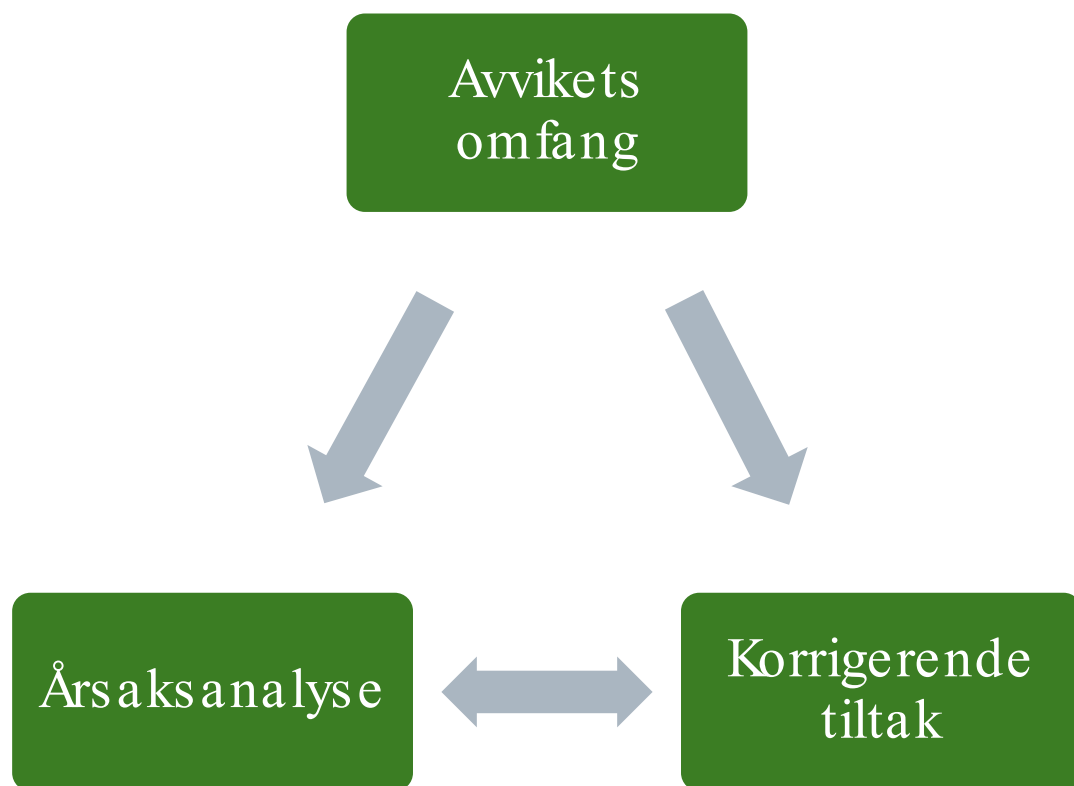 Avvikets
omfang
Årsaksanalyse
Korrigerende
tiltak